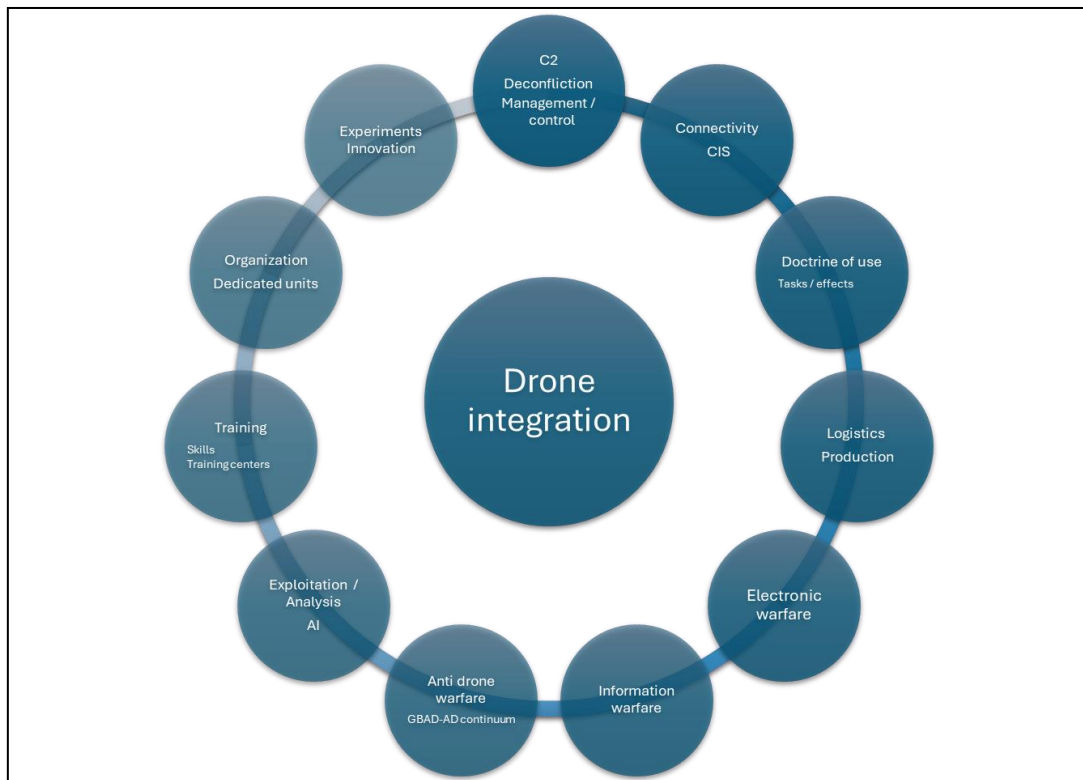 C2
Deconfliction
Management /
control
Connectivity
CIS
Doctrine of use
Tasks / effects
Logistics
Production
Electronic
warfare
Information
warfare
Anti drone
warfare
GBAD-AD continuum
Exploitation /
Analysis
AI
Training
Skills
Training centers
Organization
Dedicated units
Experiments
Innovation
Drone
integration